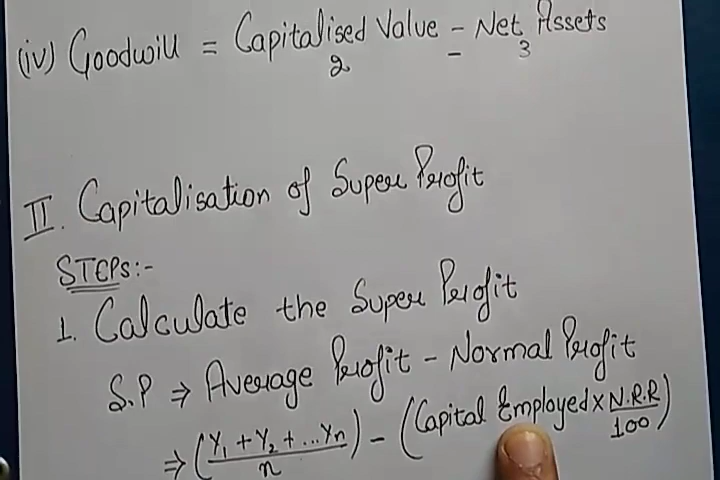 (iv) Goodwill = Capitalised Value - Net Assets
2 - 3
II. Capitalisation of Super Profit
STEPS:-
1. Calculate the Super Profit
S.P ⇒ Average Profit - Normal Profit
⇒ (Y₁ + Y₂ + ... Yn / n) - (Capital Employed × N.R.R / 100)